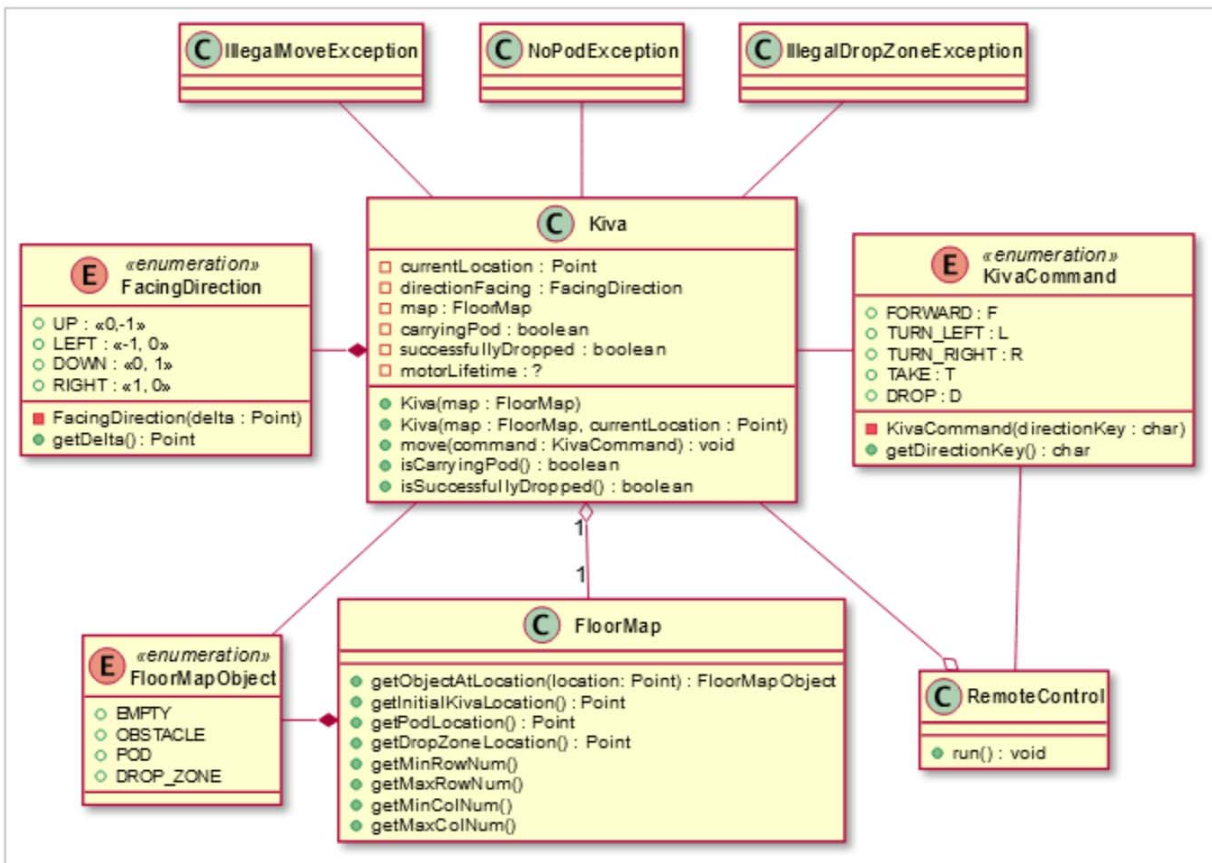 C IllegalMoveException
C NoPodException
C IllegalDropZoneException
C Kiva
currentLocation : Point
directionFacing : FacingDirection
map : FloorMap
carryingPod : boolean
successfullyDropped : boolean
motorLifetime : ?
Kiva(map : FloorMap)
Kiva(map : FloorMap, currentLocation : Point)
move(command : KivaCommand) : void
isCarryingPod() : boolean
isSuccessfullyDropped() : boolean
E «enumeration»
FacingDirection
UP : «0,-1»
LEFT : «-1, 0»
DOWN : «0, 1»
RIGHT : «1, 0»
FacingDirection(delta : Point)
getDelta() : Point
E «enumeration»
KivaCommand
FORWARD : F
TURN_LEFT : L
TURN_RIGHT : R
TAKE : T
DROP : D
KivaCommand(directionKey : char)
getDirectionKey() : char
1
1
E «enumeration»
FloorMapObject
EMPTY
OBSTACLE
POD
DROP_ZONE
C FloorMap
getObjectAtLocation(location: Point) : FloorMapObject
getInitialKivaLocation() : Point
getPodLocation() : Point
getDropZoneLocation() : Point
getMinRowNum()
getMaxRowNum()
getMinColNum()
getMaxColNum()
C RemoteControl
run() : void